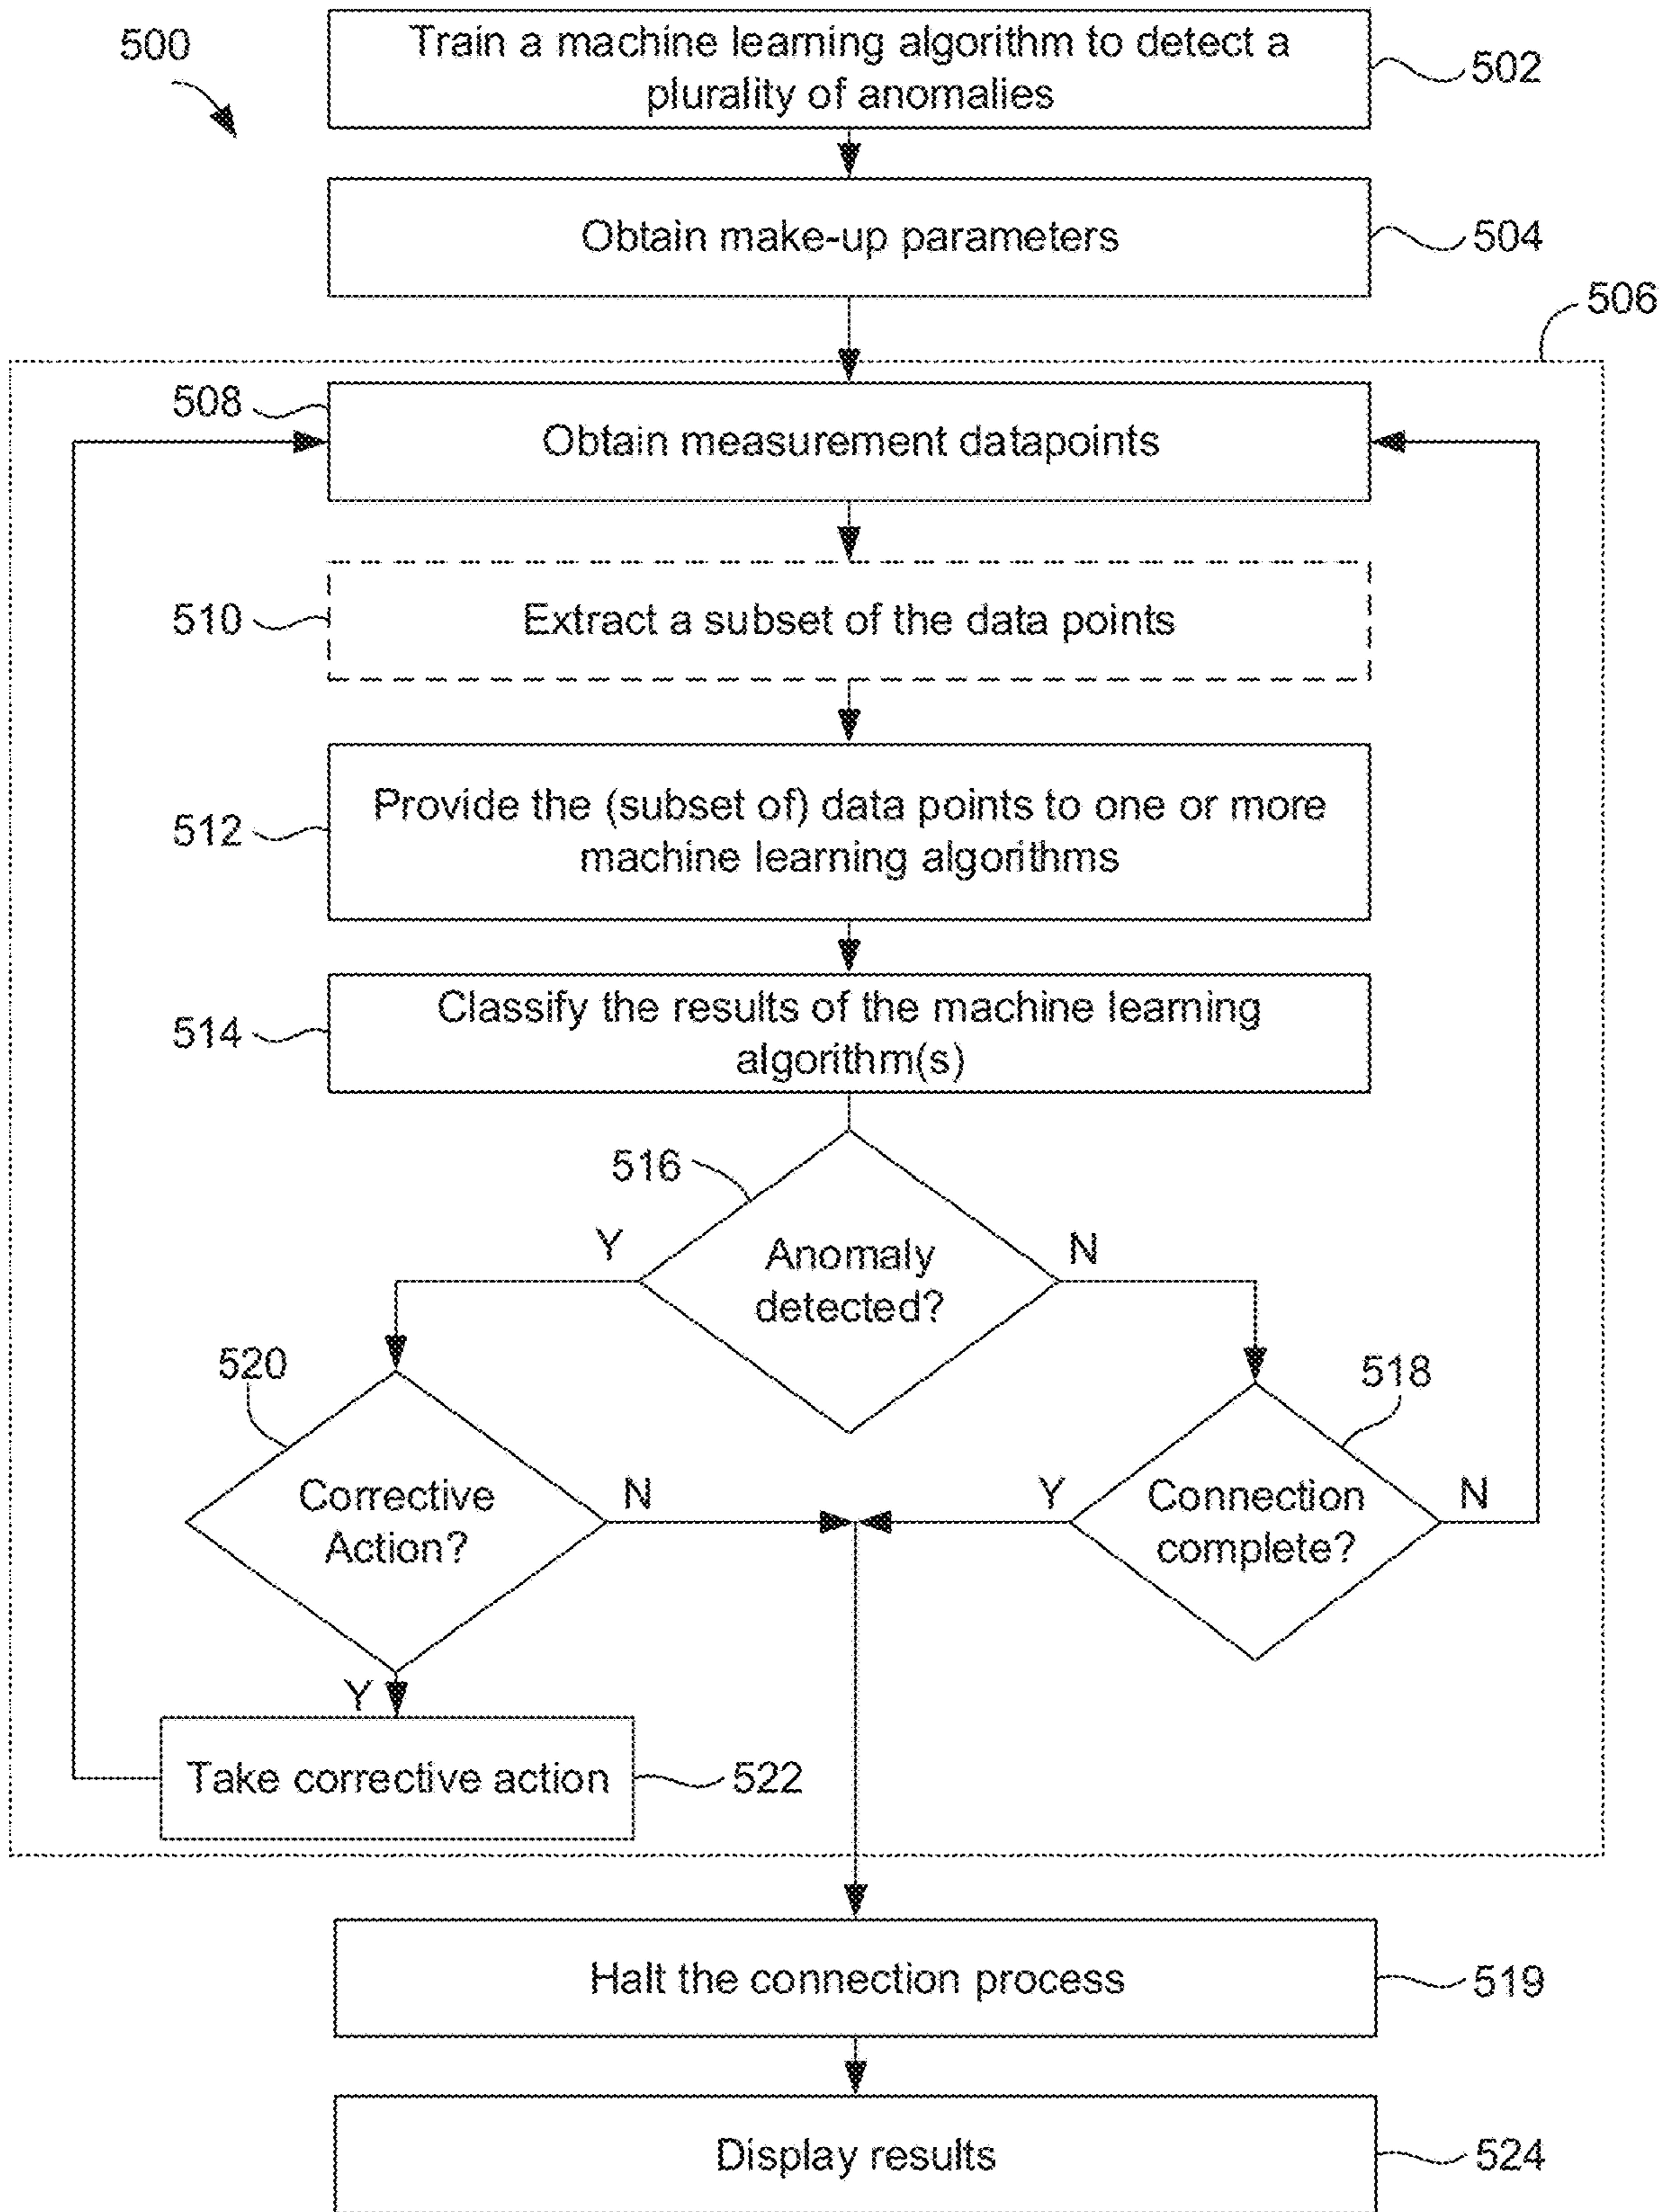 500
Train a machine learning algorithm to detect a
plurality of anomalies
502
Obtain make-up parameters
504
506
508
Obtain measurement datapoints
510
Extract a subset of the data points
512
Provide the (subset of) data points to one or more
machine learning algorithms
514
Classify the results of the machine learning
algorithm(s)
516
Y
Anomaly
detected?
N
520
518
Corrective
Action?
N
Y
Connection
complete?
N
Y
Take corrective action
522
Halt the connection process
519
Display results
524